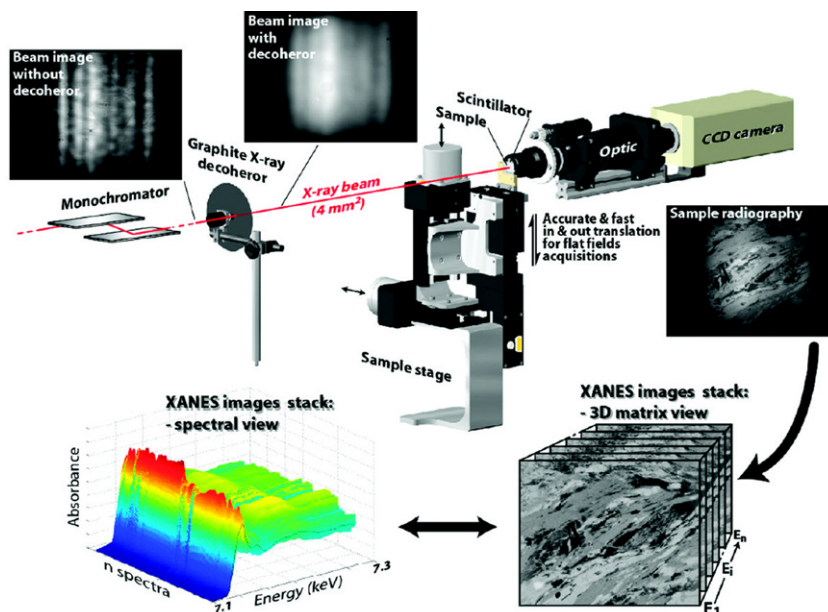 Beam image
without
decoheror
Beam image
with
decoheror
Graphite X-ray
decoheror
Monochromator
X-ray beam
(4 mm²)
Sample
Scintillator
Optic
CCD camera
Accurate & fast
in & out translation
for flat fields
acquisitions
Sample radiography
Sample stage
XANES images stack:
- spectral view
Absorbance
n spectra
7.1
Energy (keV)
7.3
XANES images stack:
- 3D matrix view
En
Ei
E1